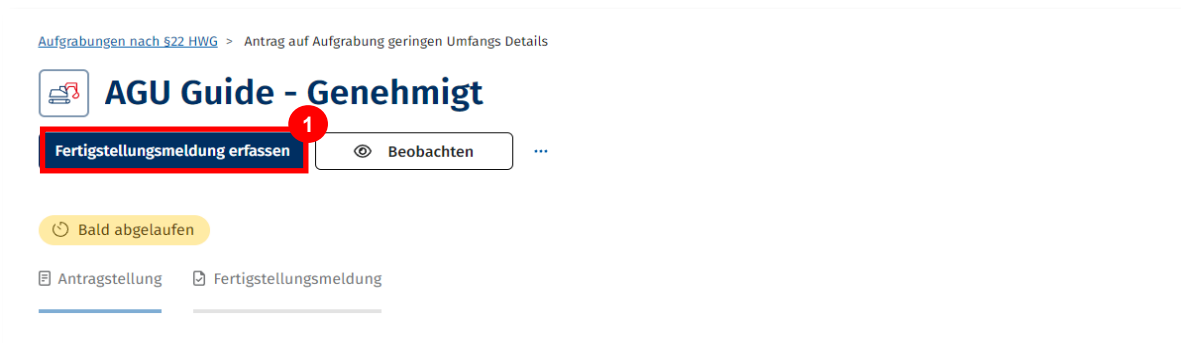 Aufgrabungen nach §22 HWG > Antrag auf Aufgrabung geringen Umfangs Details
AGU Guide - Genehmigt
1
Fertigstellungsmeldung erfassen Beobachten ...
Bald abgelaufen
Antragstellung Fertigstellungsmeldung